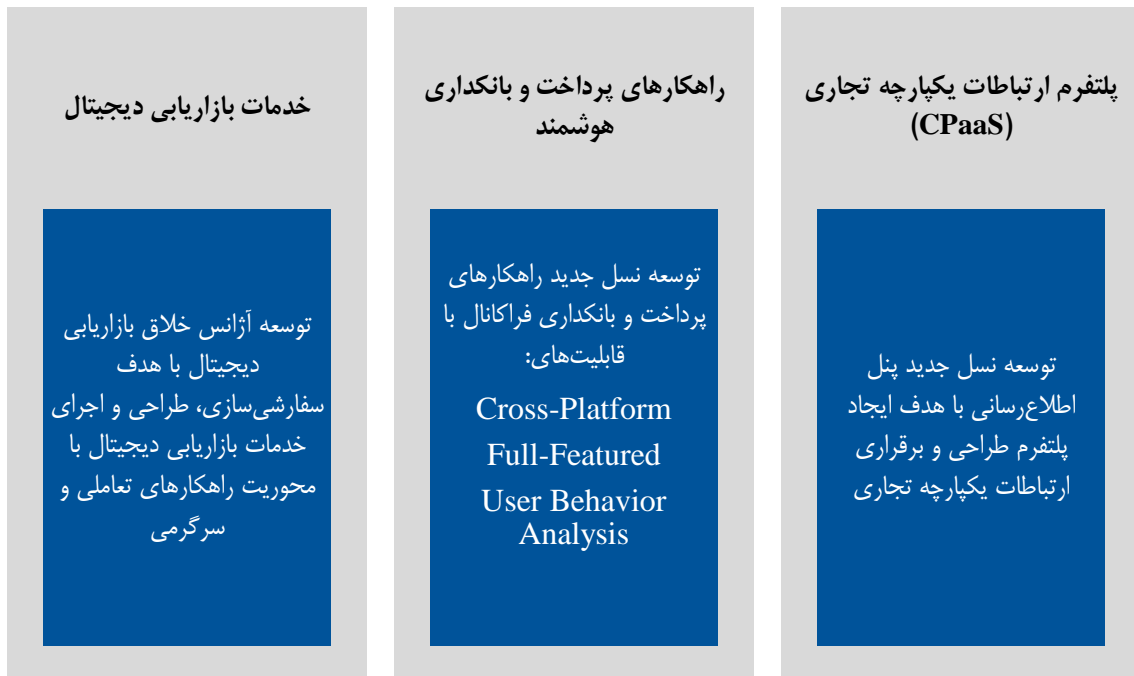 پلتفرم ارتباطات یکپارچه تجاری
(CPaaS)
توسعه نسل جدید پنل
اطلاع‌رسانی با هدف ایجاد
پلتفرم طراحی و برقراری
ارتباطات یکپارچه تجاری
راهکارهای پرداخت و بانکداری
هوشمند
توسعه نسل جدید راهکارهای
پرداخت و بانکداری فراکانال با
قابلیت‌های:
Cross-Platform
Full-Featured
User Behavior
Analysis
خدمات بازاریابی دیجیتال
توسعه آژانس خلاق بازاریابی
دیجیتال با هدف
سفارشی‌سازی، طراحی و اجرای
خدمات بازاریابی دیجیتال با
محوریت راهکارهای تعاملی و
سرگرمی